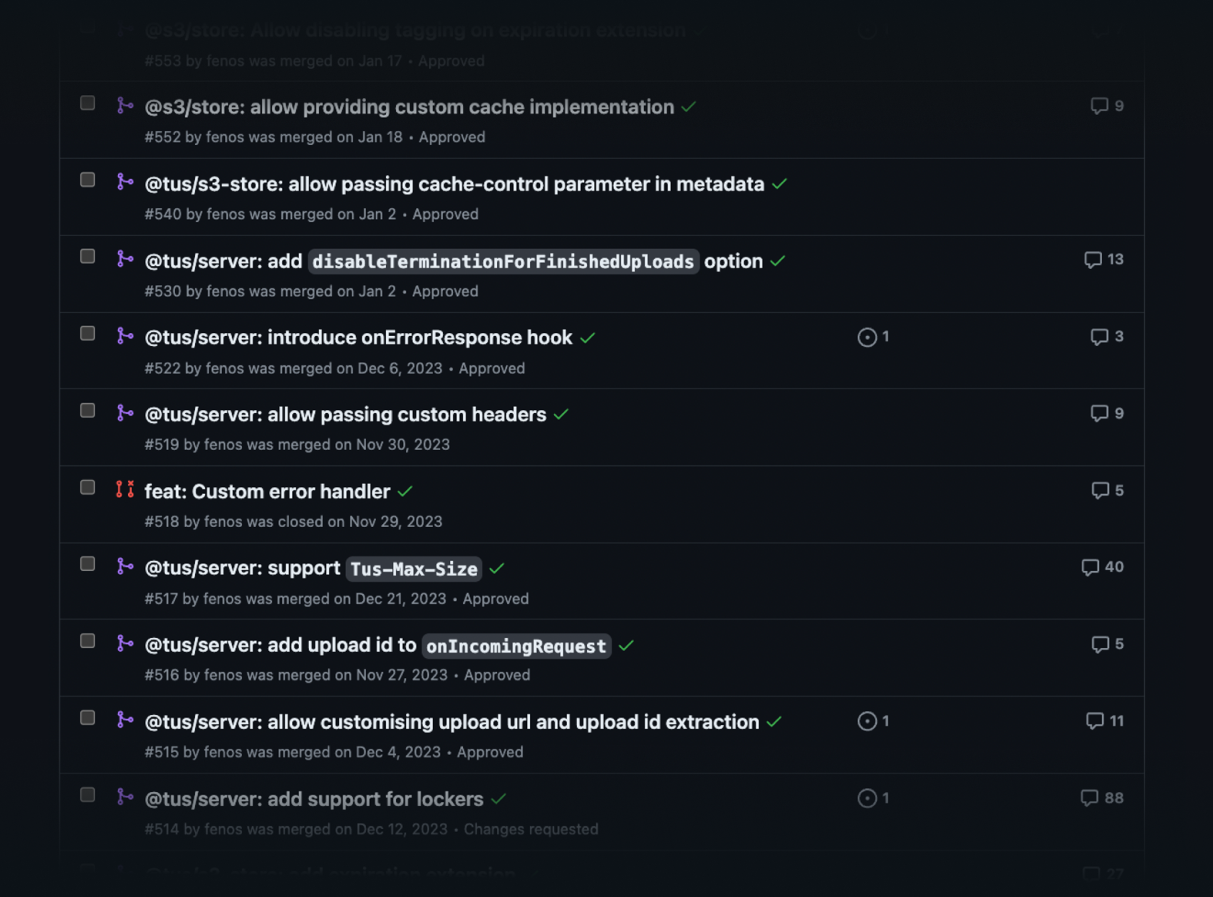 @s3/store: Allow disabling tagging on expiration extension
#553 by fenos was merged on Jan 17 • Approved
@s3/store: allow providing custom cache implementation
9
#552 by fenos was merged on Jan 18 • Approved
@tus/s3-store: allow passing cache-control parameter in metadata
#540 by fenos was merged on Jan 2 • Approved
@tus/server: add disableTerminationForFinishedUploads option
13
#530 by fenos was merged on Jan 2 • Approved
@tus/server: introduce onErrorResponse hook
1
3
#522 by fenos was merged on Dec 6, 2023 • Approved
@tus/server: allow passing custom headers
9
#519 by fenos was merged on Nov 30, 2023
feat: Custom error handler
5
#518 by fenos was closed on Nov 29, 2023
@tus/server: support Tus-Max-Size
40
#517 by fenos was merged on Dec 21, 2023 • Approved
@tus/server: add upload id to onIncomingRequest
5
#516 by fenos was merged on Nov 27, 2023 • Approved
@tus/server: allow customising upload url and upload id extraction
1
11
#515 by fenos was merged on Dec 4, 2023 • Approved
@tus/server: add support for lockers
1
88
#514 by fenos was merged on Dec 12, 2023 • Changes requested
@tus/s3-store: add expiration extension
27